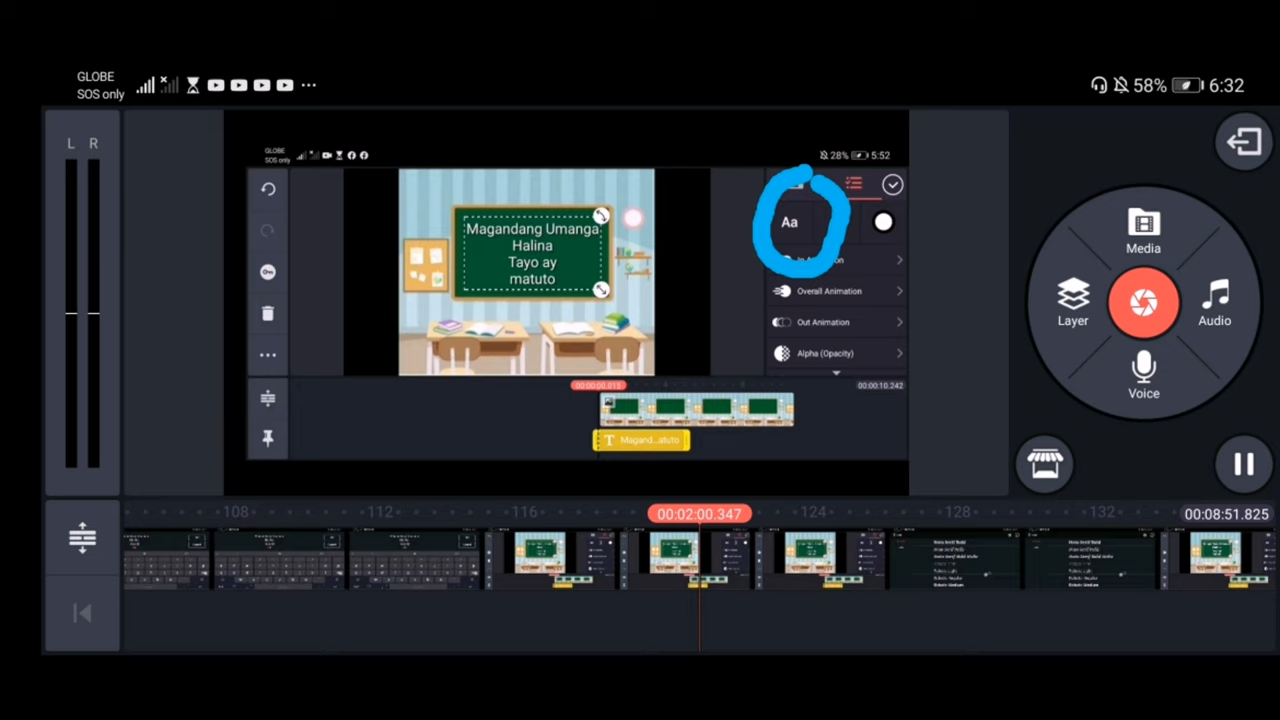 GLOBE
SOS only
58% 6:32
L R
GLOBE
SOS only
28% 5:52
Magandang Umanga
Halina
Tayo ay
matuto
Aa
Overall Animation
Out Animation
Alpha (Opacity)
00:00:00.015
00:00:10.242
T Magand...atuto
Media
Layer
Audio
Voice
108 112 116 00:02:00.347 124 128 132 00:08:51.825